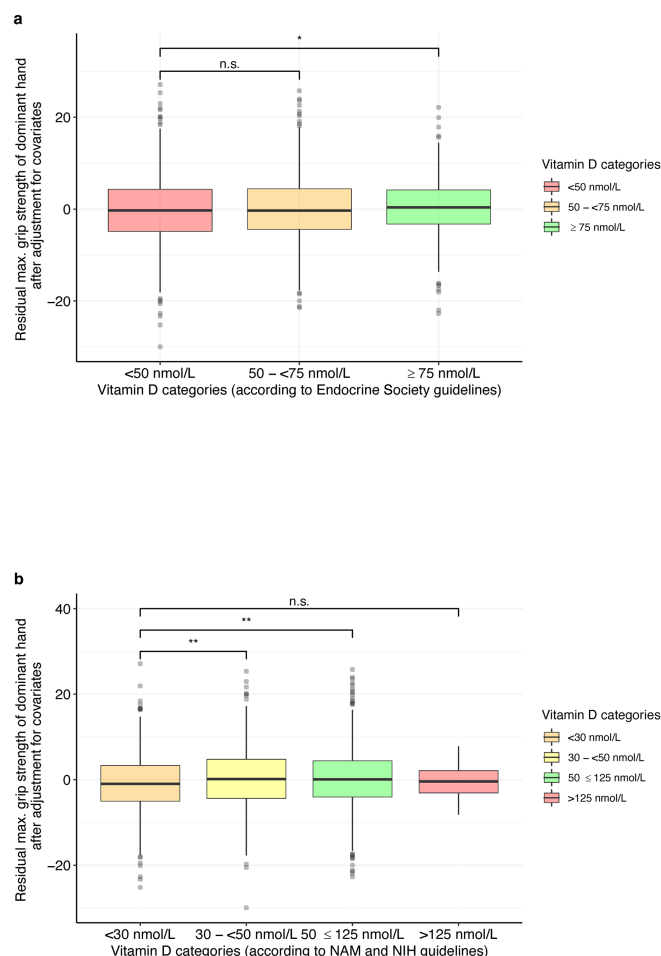 a
*
n.s.
20
0
−20
Residual max. grip strength of dominant hand
after adjustment for covariates
<50 nmol/L
50 − <75 nmol/L
≥ 75 nmol/L
Vitamin D categories (according to Endocrine Society guidelines)
Vitamin D categories
<50 nmol/L
50 − <75 nmol/L
≥ 75 nmol/L
b
n.s.
**
**
40
20
0
−20
Residual max. grip strength of dominant hand
after adjustment for covariates
<30 nmol/L
30 − <50 nmol/L
50 ≤ 125 nmol/L
>125 nmol/L
Vitamin D categories (according to NAM and NIH guidelines)
Vitamin D categories
<30 nmol/L
30 − <50 nmol/L
50 ≤ 125 nmol/L
>125 nmol/L